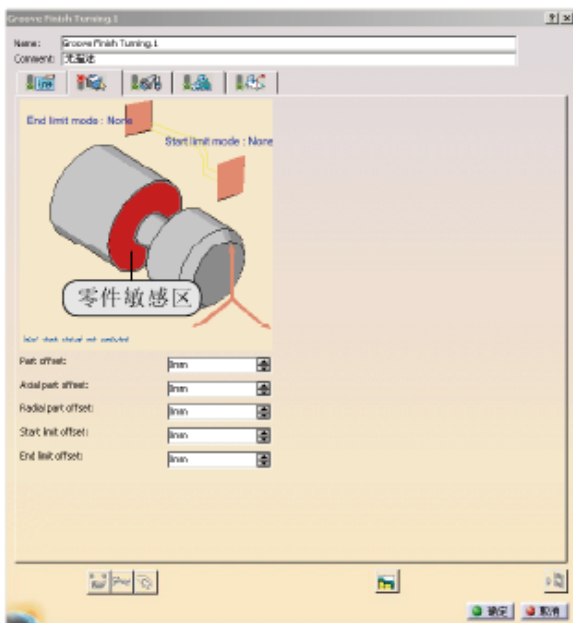 Groove Finish Turning.1
Name: Groove Finish Turning.1
Comment: 无描述
End limit mode : None
Start limit mode : None
零件敏感区
Part offset: 0mm
Axial part offset: 0mm
Radial part offset: 0mm
Start limit offset: 0mm
End limit offset: 0mm
确定 取消